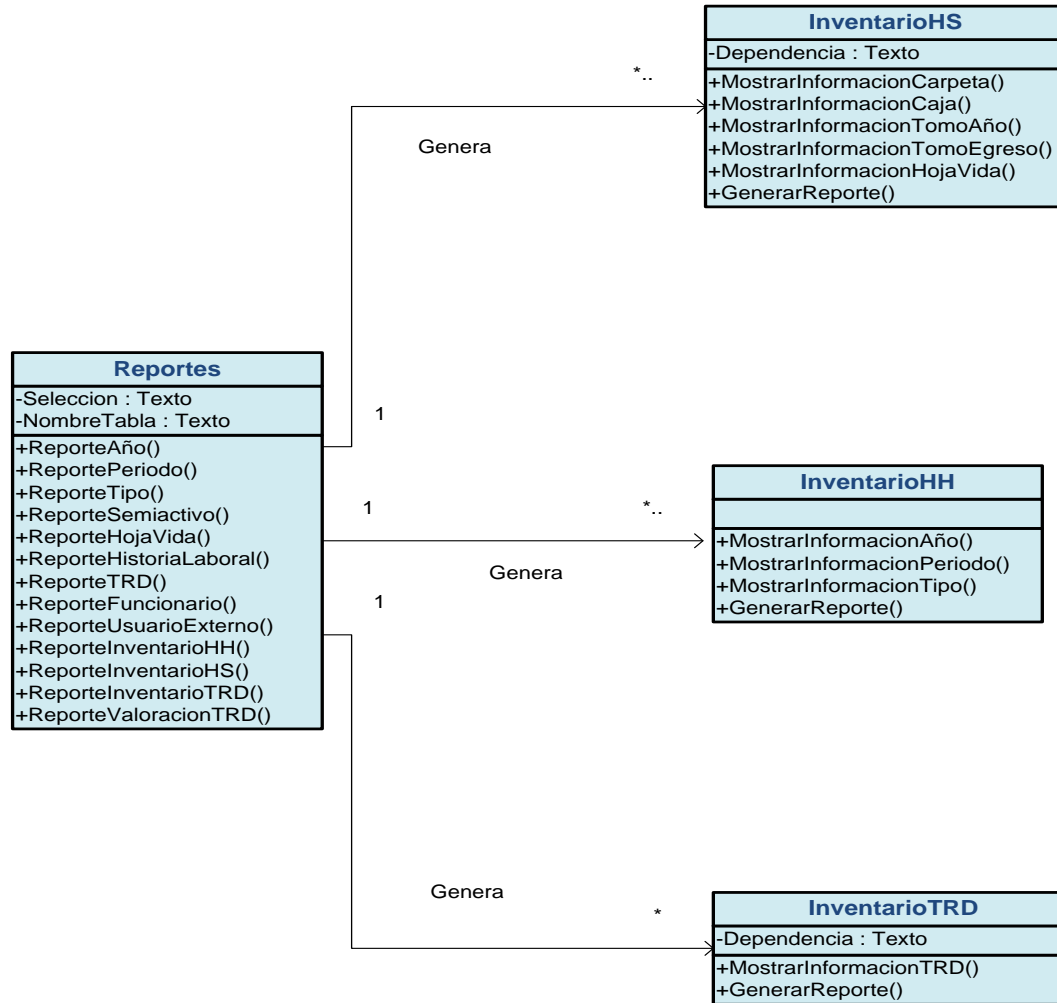 InventarioHS
-Dependencia : Texto
+MostrarInformacionCarpeta()
+MostrarInformacionCaja()
+MostrarInformacionTomoAño()
+MostrarInformacionTomoEgreso()
+MostrarInformacionHojaVida()
+GenerarReporte()
*..
Genera
1
Reportes
-Seleccion : Texto
-NombreTabla : Texto
+ReporteAño()
+ReportePeriodo()
+ReporteTipo()
+ReporteSemiactivo()
+ReporteHojaVida()
+ReporteHistoriaLaboral()
+ReporteTRD()
+ReporteFuncionario()
+ReporteUsuarioExterno()
+ReporteInventarioHH()
+ReporteInventarioHS()
+ReporteInventarioTRD()
+ReporteValoracionTRD()
1
*..
Genera
InventarioHH
+MostrarInformacionAño()
+MostrarInformacionPeriodo()
+MostrarInformacionTipo()
+GenerarReporte()
1
Genera
*
InventarioTRD
-Dependencia : Texto
+MostrarInformacionTRD()
+GenerarReporte()